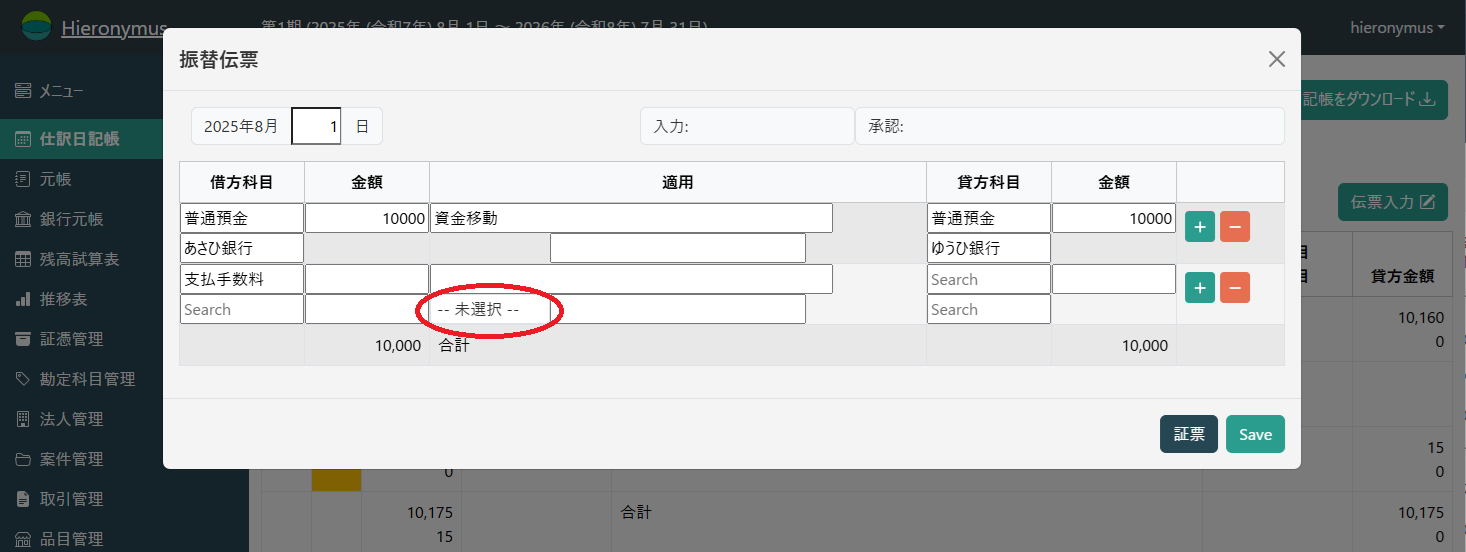 Hieronymus
第1期 (2025年 (令和7年) 8月 1日 〜 2026年 (令和8年) 7月 31日)
hieronymus
メニュー
仕訳日記帳
元帳
銀行元帳
残高試算表
推移表
証憑管理
勘定科目管理
法人管理
案件管理
取引管理
品目管理
振替伝票
2025年8月 1 日
入力:
承認:
借方科目 金額 適用 貸方科目 金額
普通預金 10000 資金移動 普通預金 10000 + −
あさひ銀行 ゆうひ銀行
支払手数料 Search + −
Search -- 未選択 -- Search
10,000 合計 10,000
証票 Save
記帳をダウンロード
伝票入力
目
目 貸方金額
10,160
0
15
0 0
10,175 合計 10,175
15 0